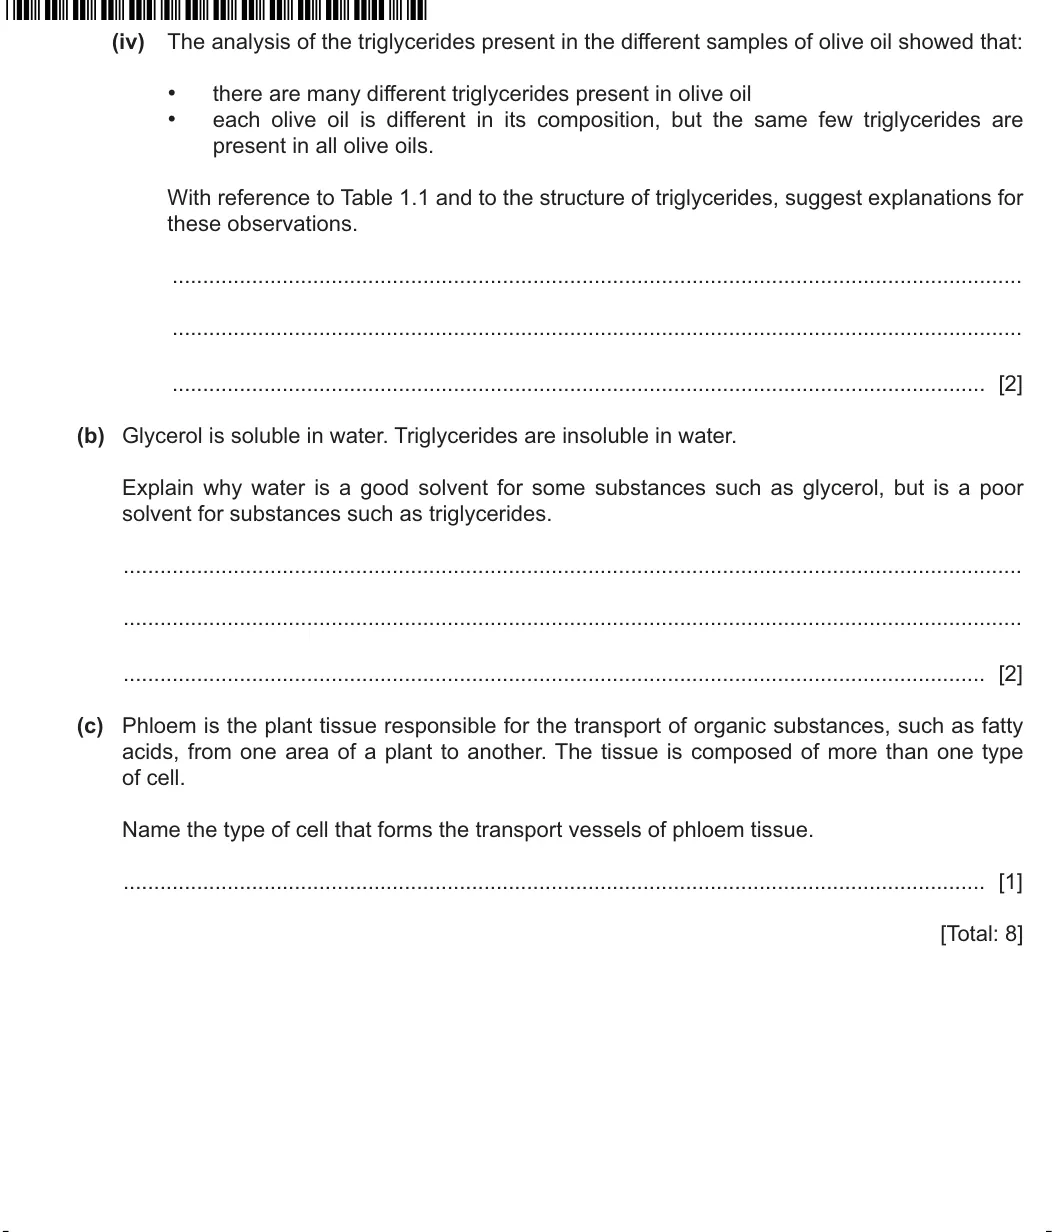 (iv) The analysis of the triglycerides present in the different samples of olive oil showed that:
• there are many different triglycerides present in olive oil
• each olive oil is different in its composition, but the same few triglycerides are
present in all olive oils.
With reference to Table 1.1 and to the structure of triglycerides, suggest explanations for
these observations.
..........................................................................................................................................
..........................................................................................................................................
.................................................................................................................................... [2]
(b) Glycerol is soluble in water. Triglycerides are insoluble in water.
Explain why water is a good solvent for some substances such as glycerol, but is a poor
solvent for substances such as triglycerides.
..................................................................................................................................................
..................................................................................................................................................
............................................................................................................................................ [2]
(c) Phloem is the plant tissue responsible for the transport of organic substances, such as fatty
acids, from one area of a plant to another. The tissue is composed of more than one type
of cell.
Name the type of cell that forms the transport vessels of phloem tissue.
............................................................................................................................................ [1]
[Total: 8]